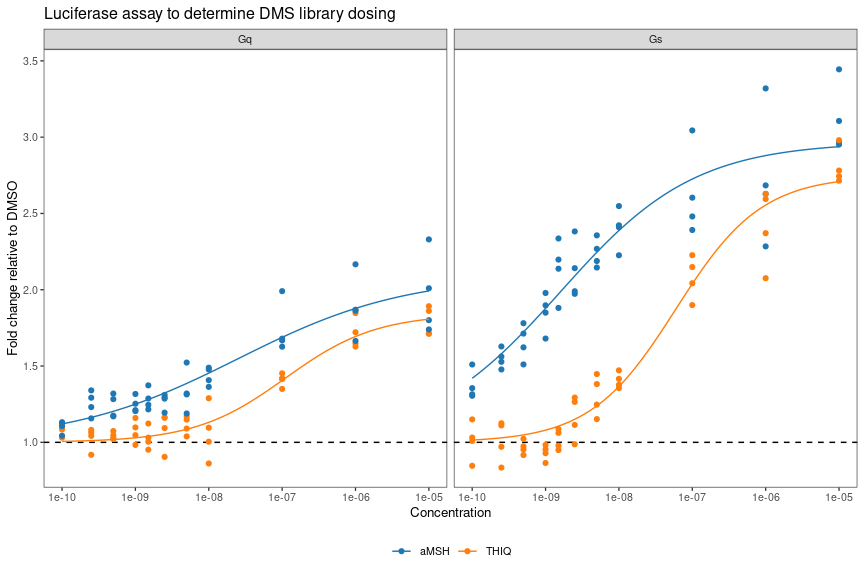 Luciferase assay to determine DMS library dosing
Gq
Gs
Fold change relative to DMSO
3.5
3.0
2.5
2.0
1.5
1.0
1e-10 1e-09 1e-08 1e-07 1e-06 1e-05
1e-10 1e-09 1e-08 1e-07 1e-06 1e-05
Concentration
aMSH THIQ